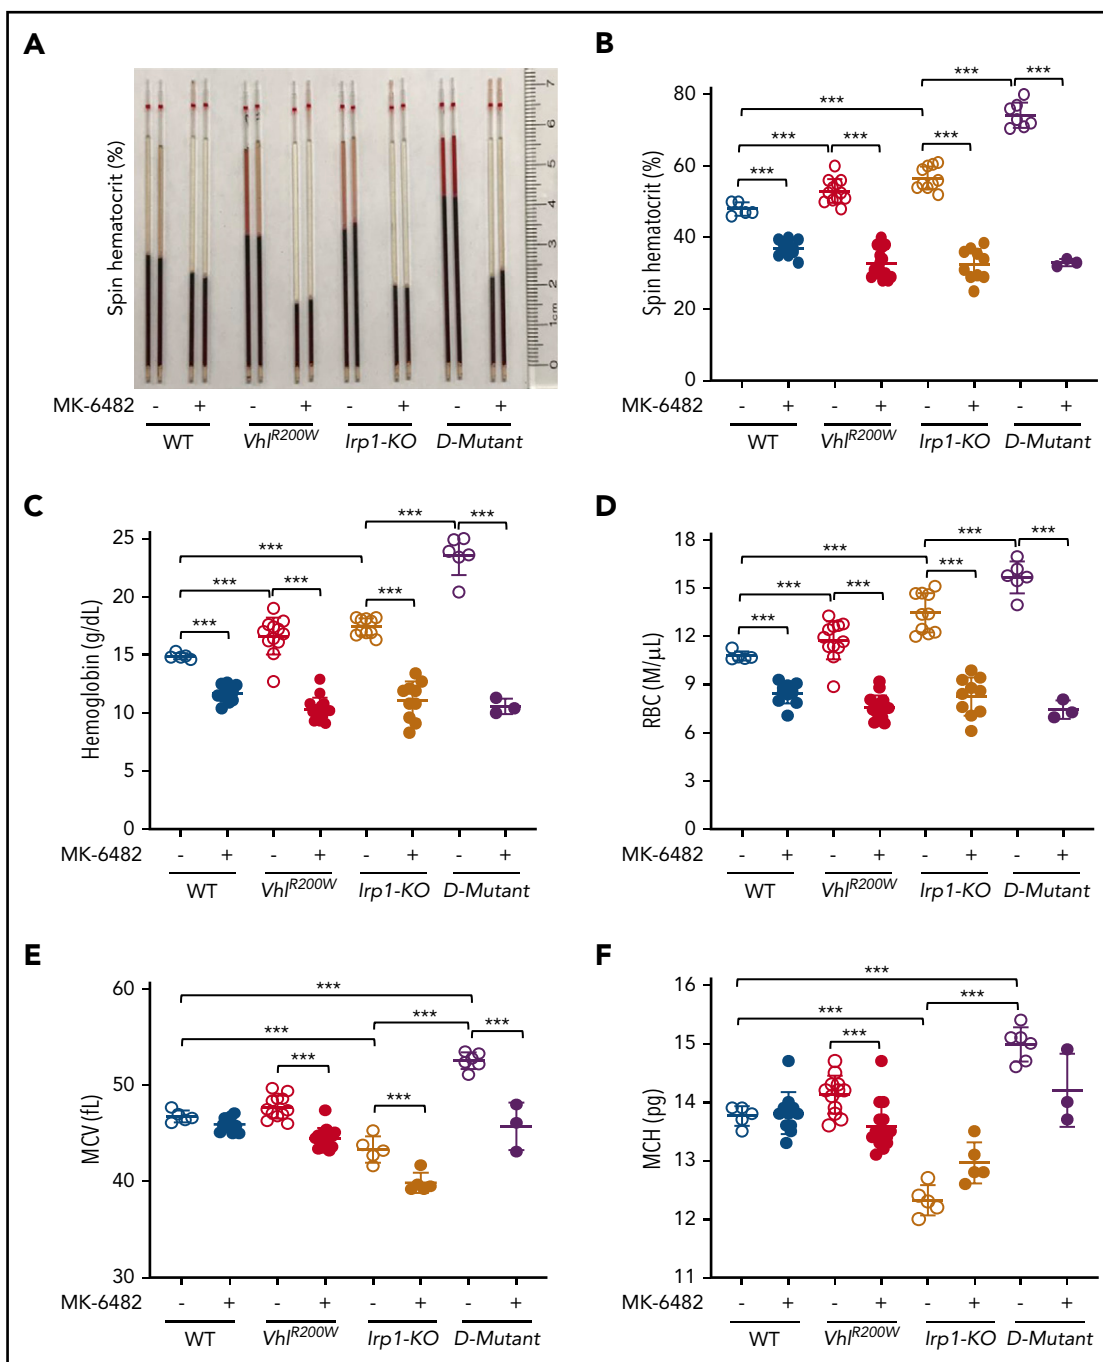 A
Spin hematocrit (%)
7
6
5
4
3
2
1cm
0
MK-6482 - + - + - + - +
WT Vhl^R200W Irp1-KO D-Mutant
B
Spin hematocrit (%)
80
60
40
20
0
*** ***
***
*** *** ***
***
MK-6482 - + - + - + - +
WT Vhl^R200W Irp1-KO D-Mutant
C
Hemoglobin (g/dL)
25
20
15
10
5
0
*** ***
***
*** *** ***
***
MK-6482 - + - + - + - +
WT Vhl^R200W Irp1-KO D-Mutant
D
RBC (M/μL)
18
15
12
9
6
3
0
*** ***
***
*** *** ***
***
MK-6482 - + - + - + - +
WT Vhl^R200W Irp1-KO D-Mutant
E
MCV (fL)
60
50
40
30
***
*** *** ***
***
***
MK-6482 - + - + - + - +
WT Vhl^R200W Irp1-KO D-Mutant
F
MCH (pg)
16
15
14
13
12
11
***
*** ***
***
MK-6482 - + - + - + - +
WT Vhl^R200W Irp1-KO D-Mutant